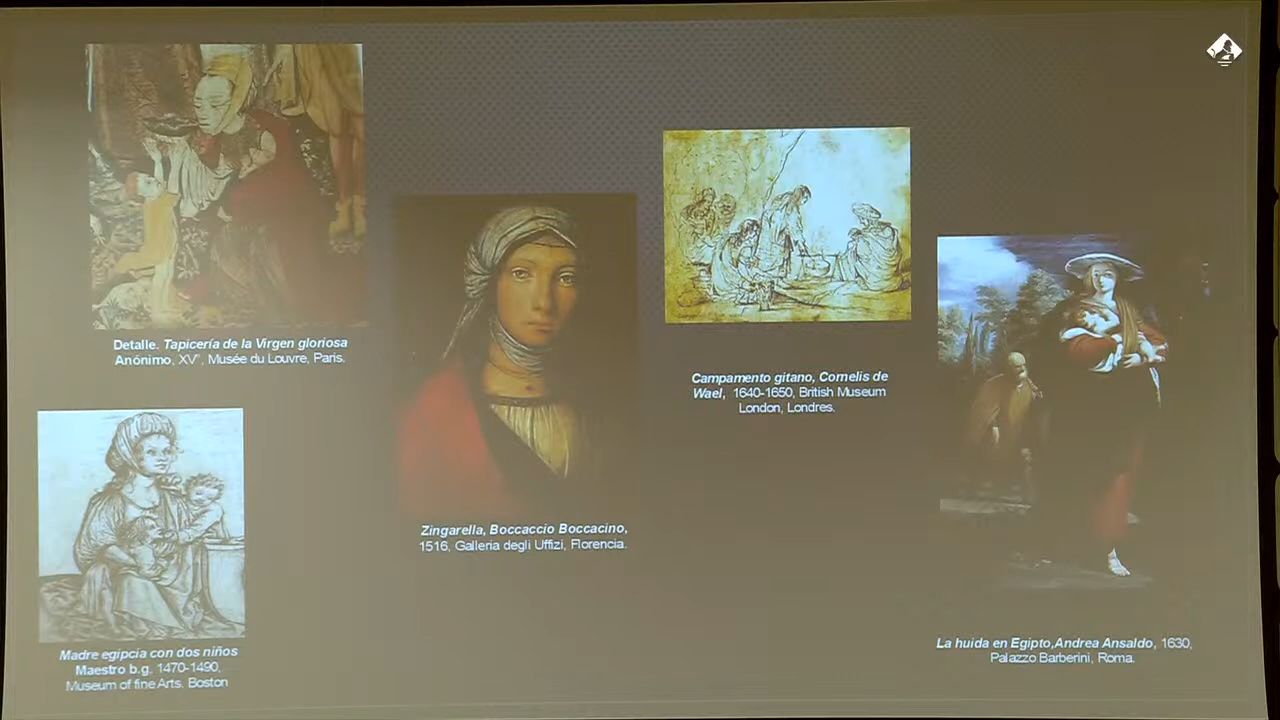 Detalle. Tapicería de la Virgen gloriosa
Anónimo, XV°, Musée du Louvre, Paris.
Madre egipcia con dos niños
Maestro b.g. 1470-1490,
Museum of fine Arts. Boston
Zingarella, Boccaccio Boccacino,
1516, Galleria degli Uffizi, Florencia.
Campamento gitano, Cornelis de
Wael, 1640-1650, British Museum
London, Londres.
La huida en Egipto,Andrea Ansaldo, 1630,
Palazzo Barberini, Roma.